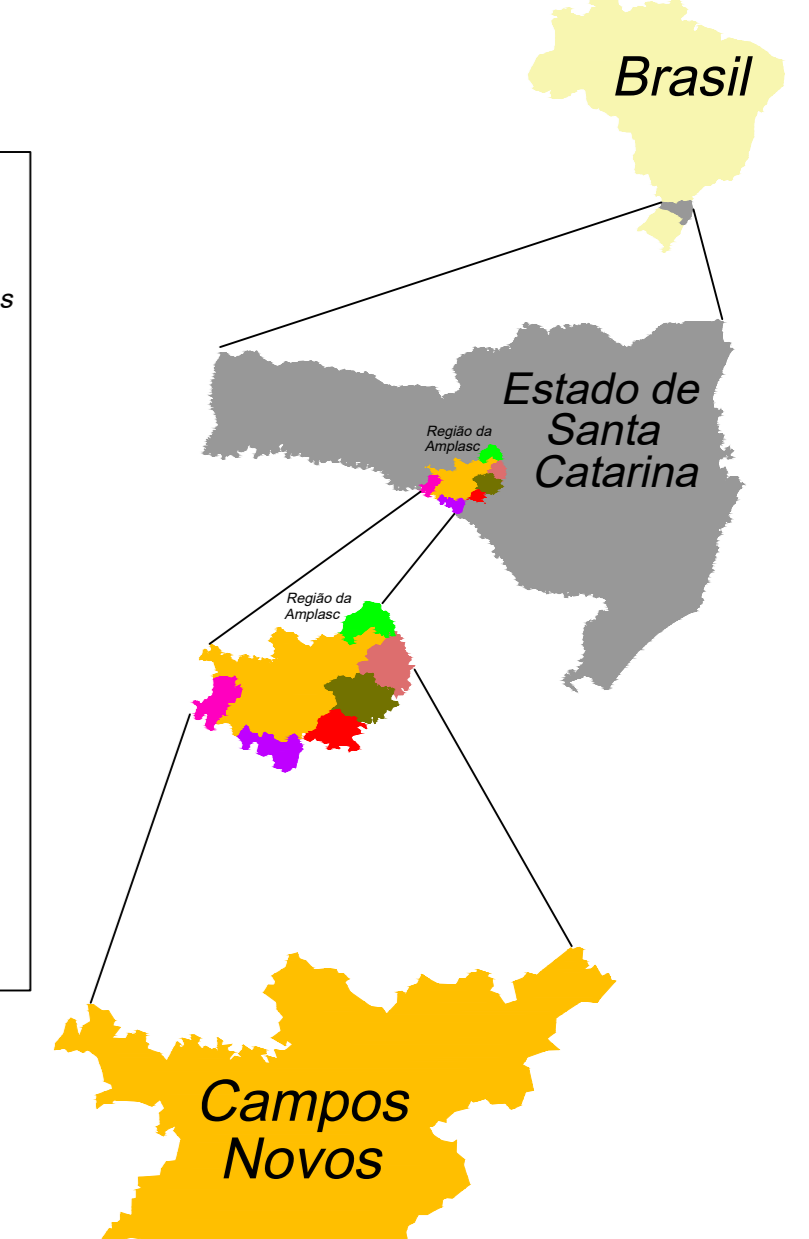 Brasil
s
Estado de
Santa
Catarina
Região da
Amplasc
Região da
Amplasc
Campos
Novos